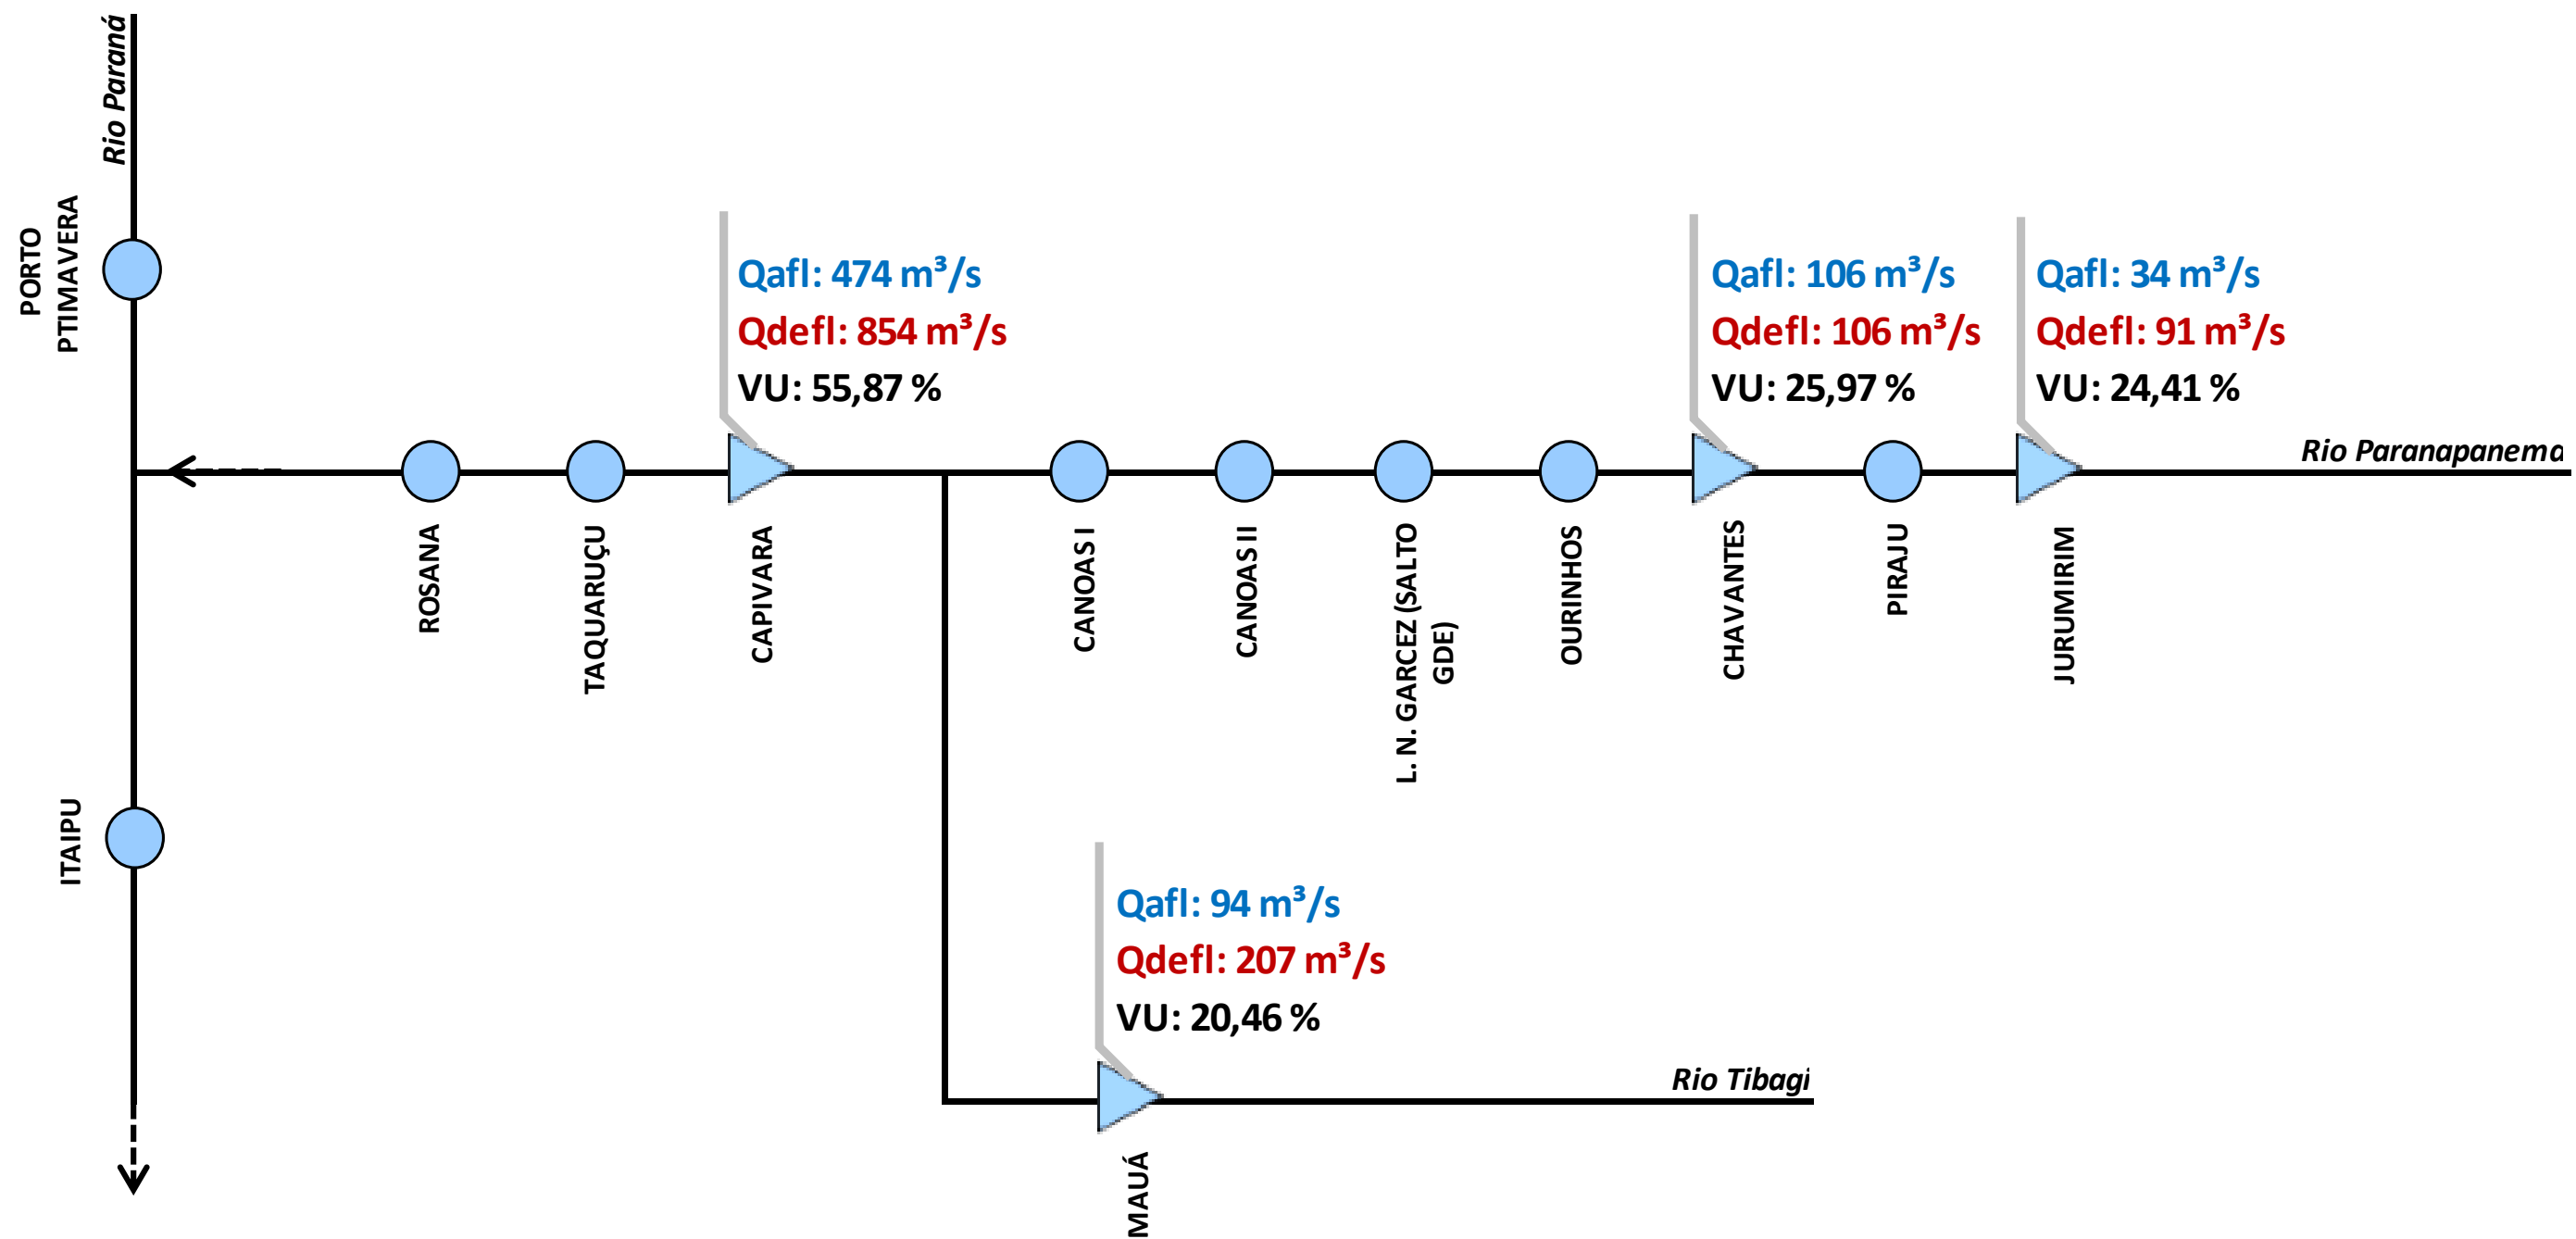 Rio Paraná
PORTO
PTIMAVERA
Qafl: 474 m³/s
Qdefl: 854 m³/s
VU: 55,87 %
Qafl: 106 m³/s
Qdefl: 106 m³/s
VU: 25,97 %
Qafl: 34 m³/s
Qdefl: 91 m³/s
VU: 24,41 %
Rio Paranapanema
ROSANA
TAQUARUÇU
CAPIVARA
CANOAS I
CANOAS II
L. N. GARCEZ (SALTO
GDE)
OURINHOS
CHAVANTES
PIRAJU
JURUMIRIM
ITAIPU
Qafl: 94 m³/s
Qdefl: 207 m³/s
VU: 20,46 %
Rio Tibagi
MAUÁ